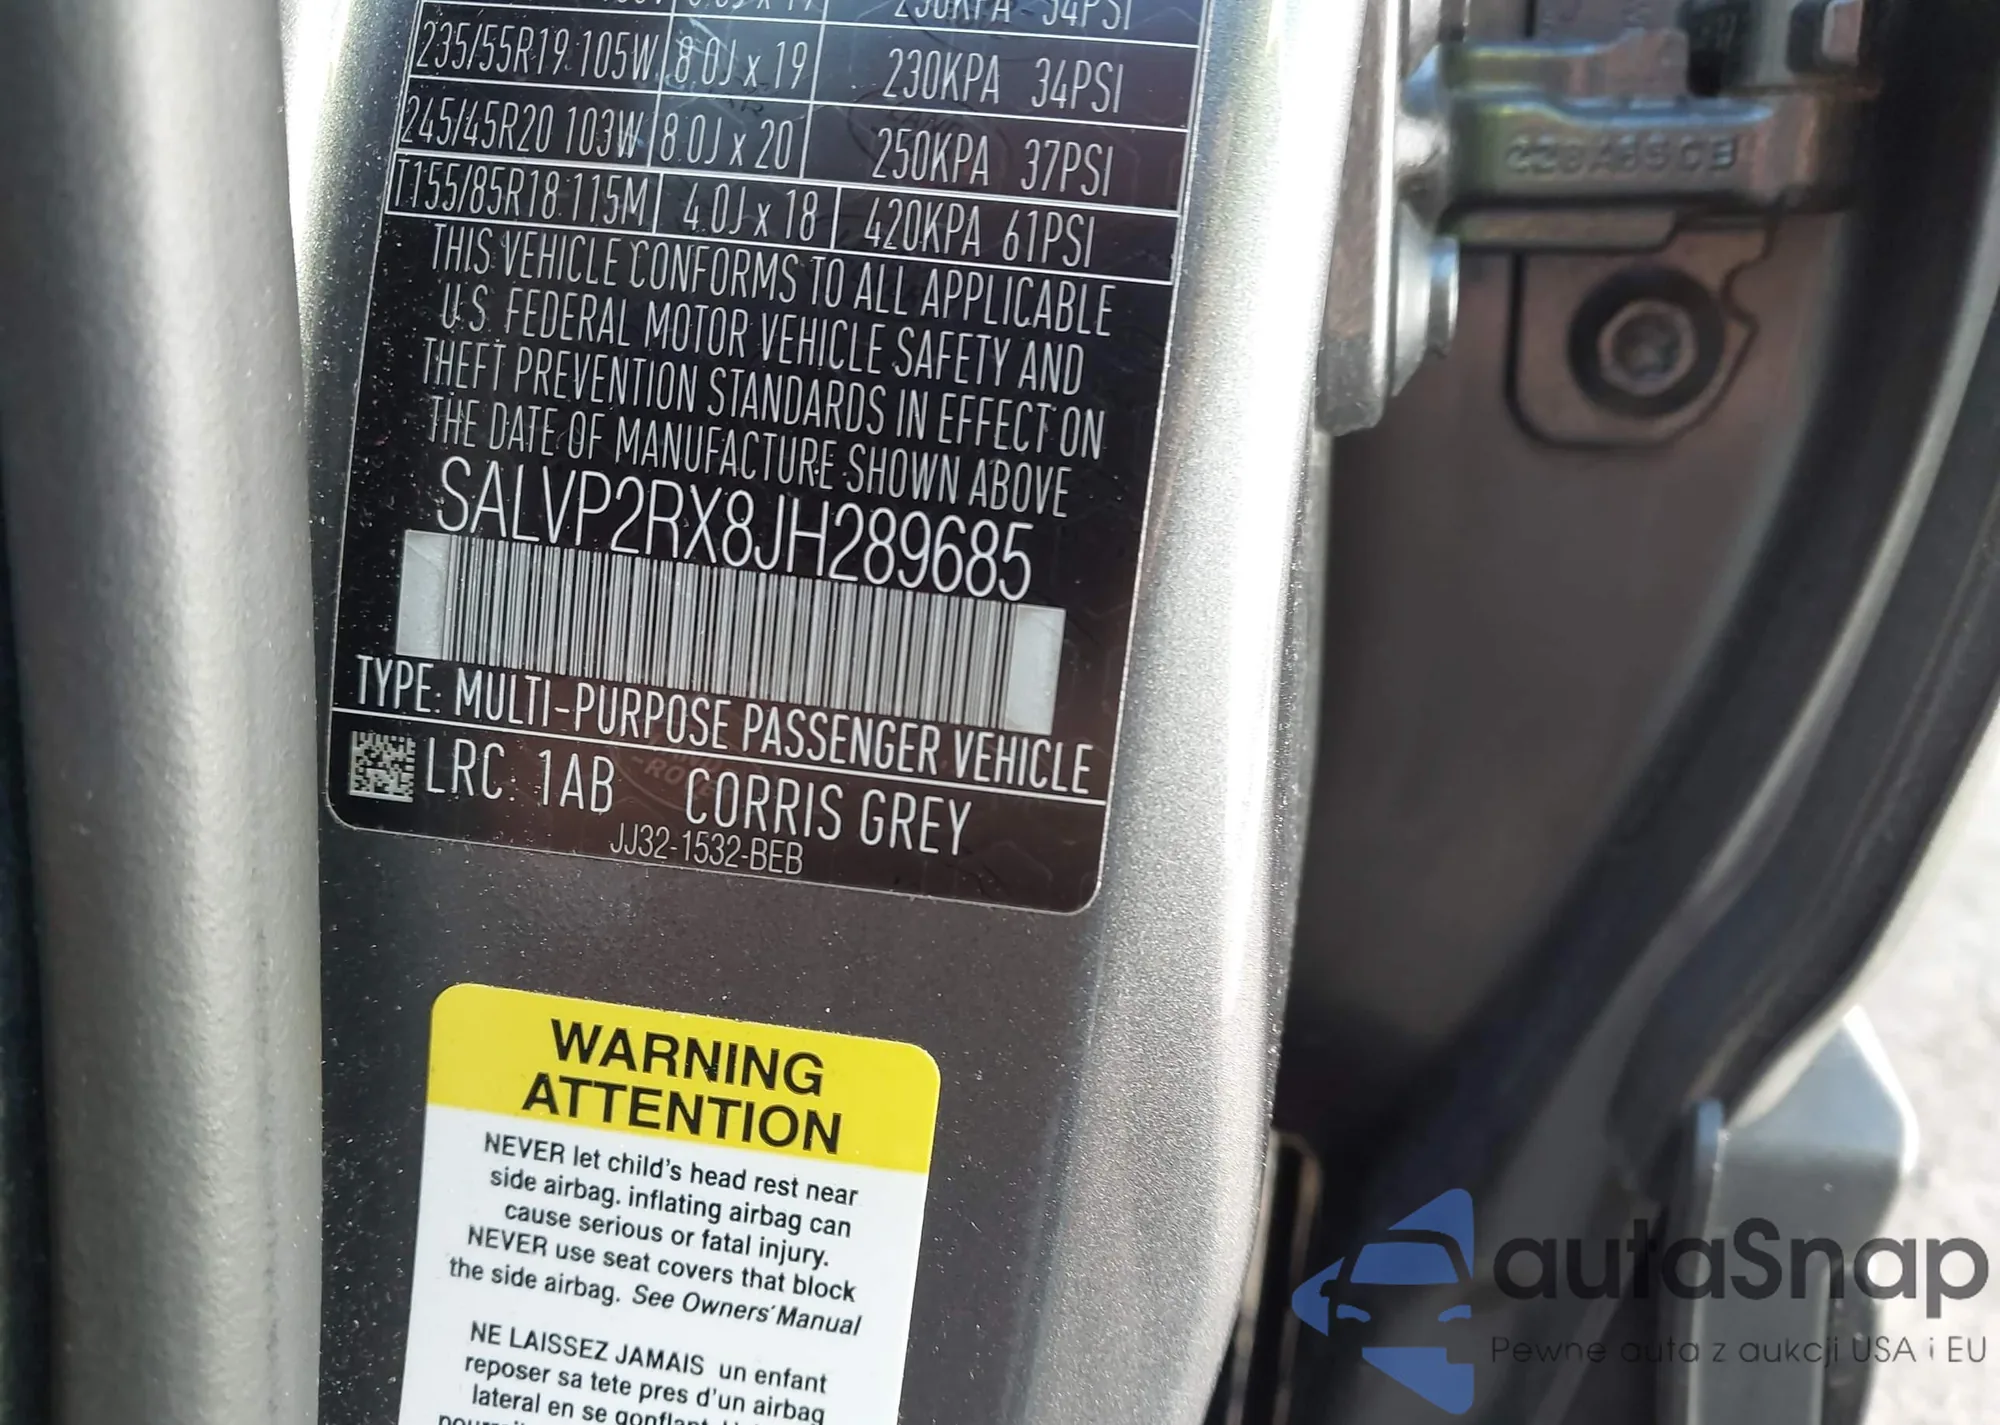 230KPA 34PSI
235/55R19 105W 8.0J x 19 230KPA 34PSI
245/45R20 103W 8.0J x 20 250KPA 37PSI
T155/85R18 115M 4.0J x 18 420KPA 61PSI
THIS VEHICLE CONFORMS TO ALL APPLICABLE
U.S. FEDERAL MOTOR VEHICLE SAFETY AND
THEFT PREVENTION STANDARDS IN EFFECT ON
THE DATE OF MANUFACTURE SHOWN ABOVE
SALVP2RX8JH289685
TYPE: MULTI-PURPOSE PASSENGER VEHICLE
LRC: 1AB CORRIS GREY
JJ32-1532-BEB
WARNING
ATTENTION
NEVER let child's head rest near
side airbag. inflating airbag can
cause serious or fatal injury.
NEVER use seat covers that block
the side airbag. See Owners' Manual
NE LAISSEZ JAMAIS un enfant
reposer sa tete pres d'un airbag
lateral en se gonflant
autaSnap
Pewne auta z aukcji USA i EU